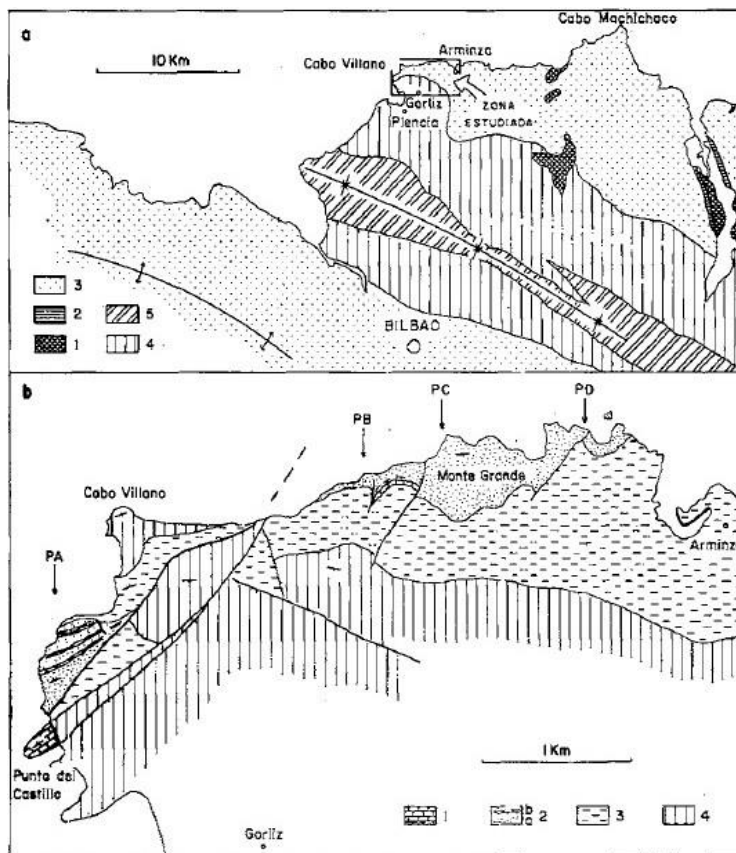 a
Cabo Machichaco
10 Km
Arminza
Cabo Villano
Gorliz
Plencia
ZONA
ESTUDIADA
3
2
5
1
4
BILBAO
b
PA
PB
PC
PD
Cabo Villano
Monte Grande
Arminza
Punta del
Castillo
1 Km
Gorliz
1
b
a
2
3
4